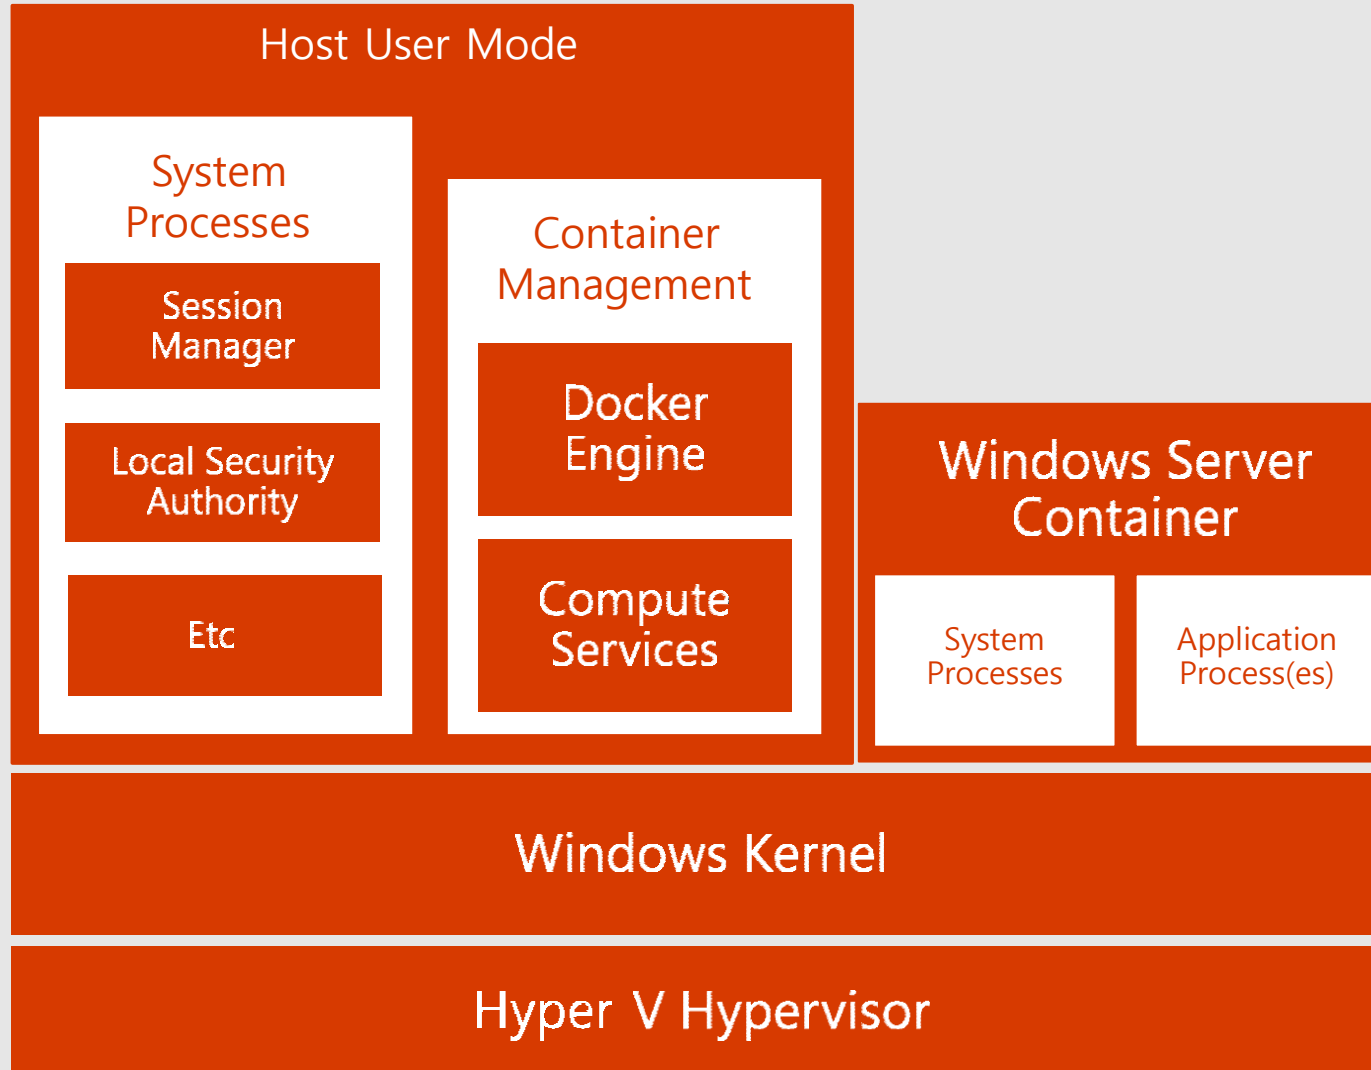 Host User Mode
System
Processes
Session
Manager
Local Security
Authority
Etc
Container
Management
Docker
Engine
Compute
Services
Windows Server
Container
System
Processes
Application
Process(es)
Windows Kernel
Hyper V Hypervisor